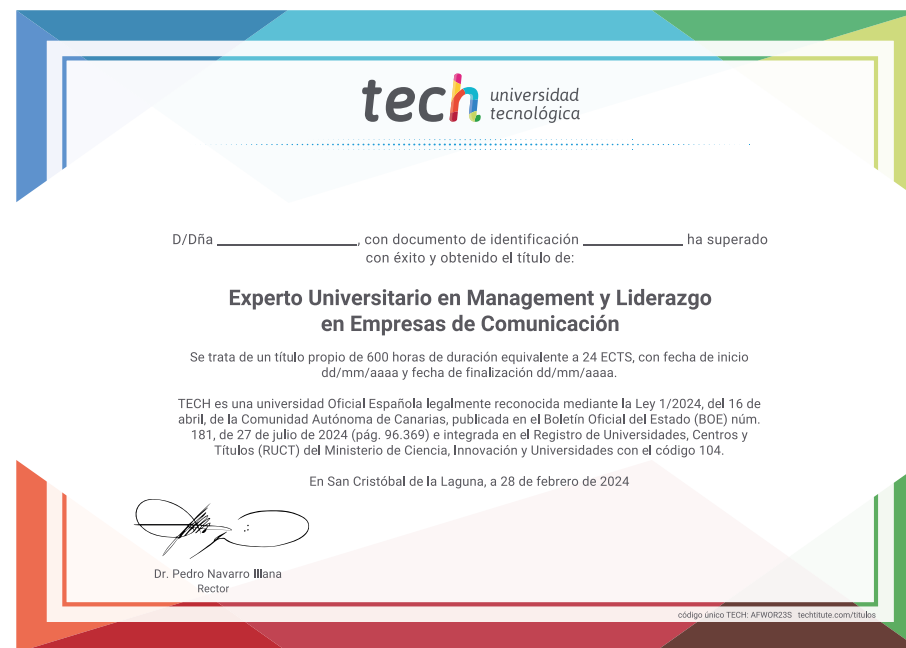 tech universidad
tecnológica
D/Dña ____________________, con documento de identificación ______________ ha superado
con éxito y obtenido el título de:
Experto Universitario en Management y Liderazgo
en Empresas de Comunicación
Se trata de un título propio de 600 horas de duración equivalente a 24 ECTS, con fecha de inicio
dd/mm/aaaa y fecha de finalización dd/mm/aaaa.
TECH es una universidad Oficial Española legalmente reconocida mediante la Ley 1/2024, del 16 de
abril, de la Comunidad Autónoma de Canarias, publicada en el Boletín Oficial del Estado (BOE) núm.
181, de 27 de julio de 2024 (pág. 96.369) e integrada en el Registro de Universidades, Centros y
Títulos (RUCT) del Ministerio de Ciencia, Innovación y Universidades con el código 104.
En San Cristóbal de la Laguna, a 28 de febrero de 2024
Dr. Pedro Navarro Illana
Rector
código único TECH: AFWOR23S techtitute.com/titulos